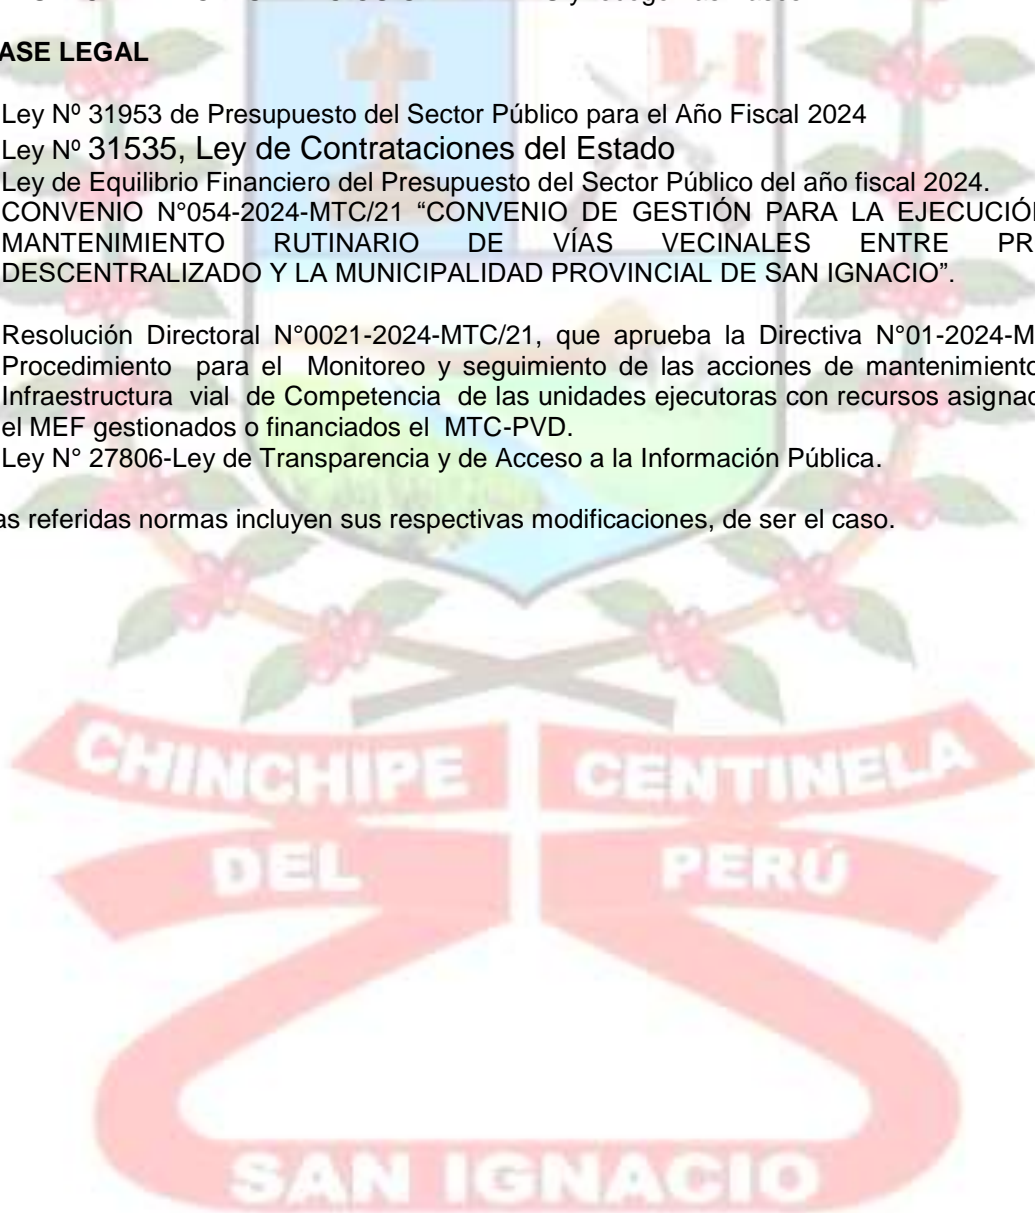 ASE LEGAL
Ley Nº 31953 de Presupuesto del Sector Público para el Año Fiscal 2024
Ley Nº 31535, Ley de Contrataciones del Estado
Ley de Equilibrio Financiero del Presupuesto del Sector Público del año fiscal 2024.
CONVENIO N°054-2024-MTC/21 “CONVENIO DE GESTIÓN PARA LA EJECUCIÓN
MANTENIMIENTO RUTINARIO DE VÍAS VECINALES ENTRE PR
DESCENTRALIZADO Y LA MUNICIPALIDAD PROVINCIAL DE SAN IGNACIO”.
Resolución Directoral N°0021-2024-MTC/21, que aprueba la Directiva N°01-2024-M
Procedimiento para el Monitoreo y seguimiento de las acciones de mantenimiento
Infraestructura vial de Competencia de las unidades ejecutoras con recursos asignad
el MEF gestionados o financiados el MTC-PVD.
Ley N° 27806-Ley de Transparencia y de Acceso a la Información Pública.
as referidas normas incluyen sus respectivas modificaciones, de ser el caso.
CHINCHIPE CENTINELA
DEL PERÚ
SAN IGNACIO